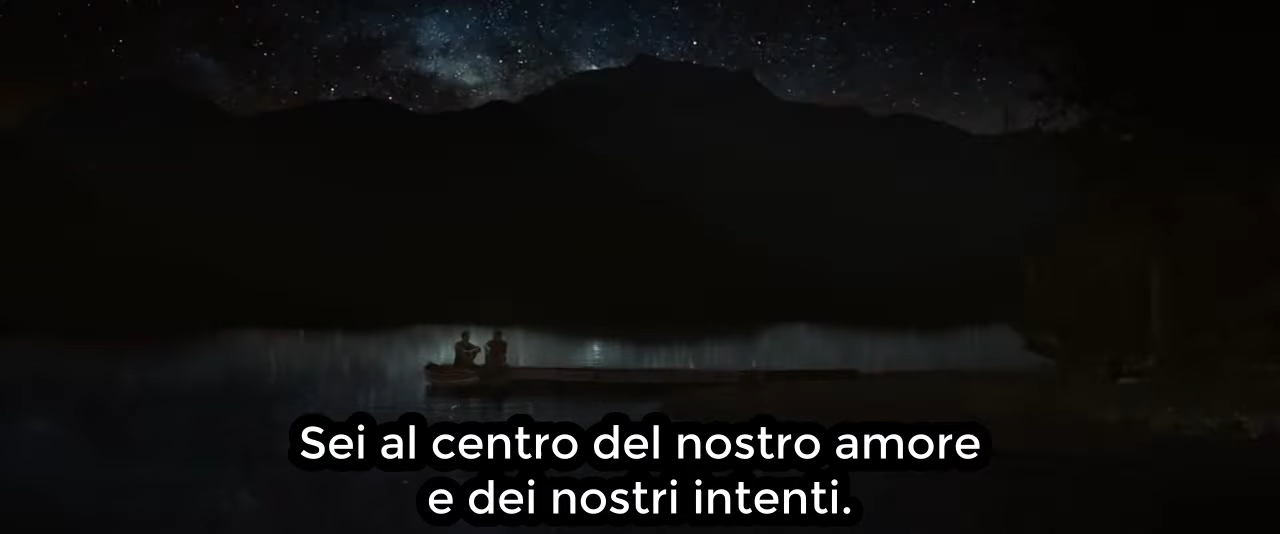 Sei al centro del nostro amore
e dei nostri intenti.